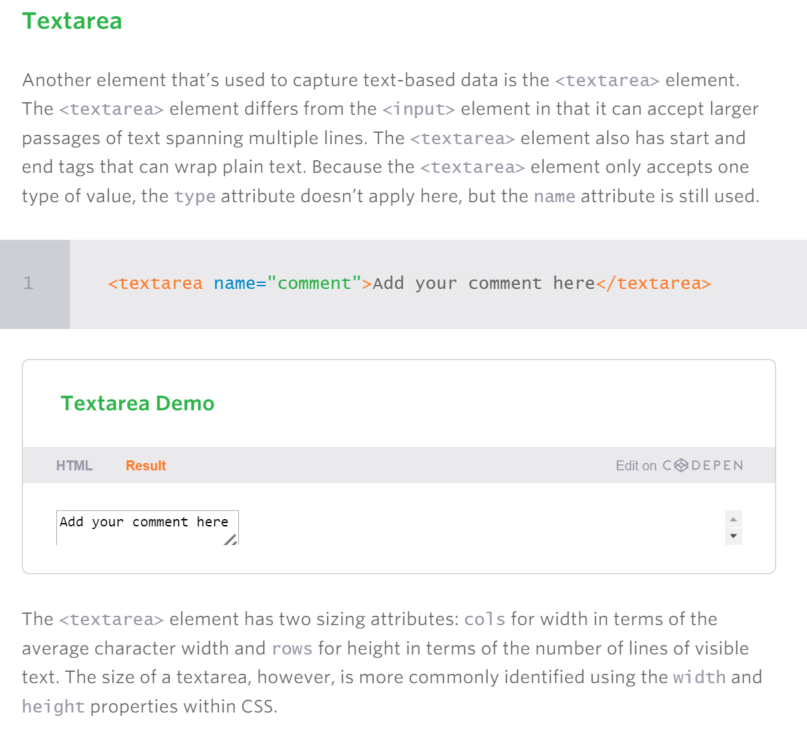 Textarea
Another element that’s used to capture text-based data is the <textarea> element.
The <textarea> element differs from the <input> element in that it can accept larger
passages of text spanning multiple lines. The <textarea> element also has start and
end tags that can wrap plain text. Because the <textarea> element only accepts one
type of value, the type attribute doesn’t apply here, but the name attribute is still used.
1 <textarea name="comment">Add your comment here</textarea>
Textarea Demo
HTML Result Edit on CODEPEN
Add your comment here
The <textarea> element has two sizing attributes: cols for width in terms of the
average character width and rows for height in terms of the number of lines of visible
text. The size of a textarea, however, is more commonly identified using the width and
height properties within CSS.